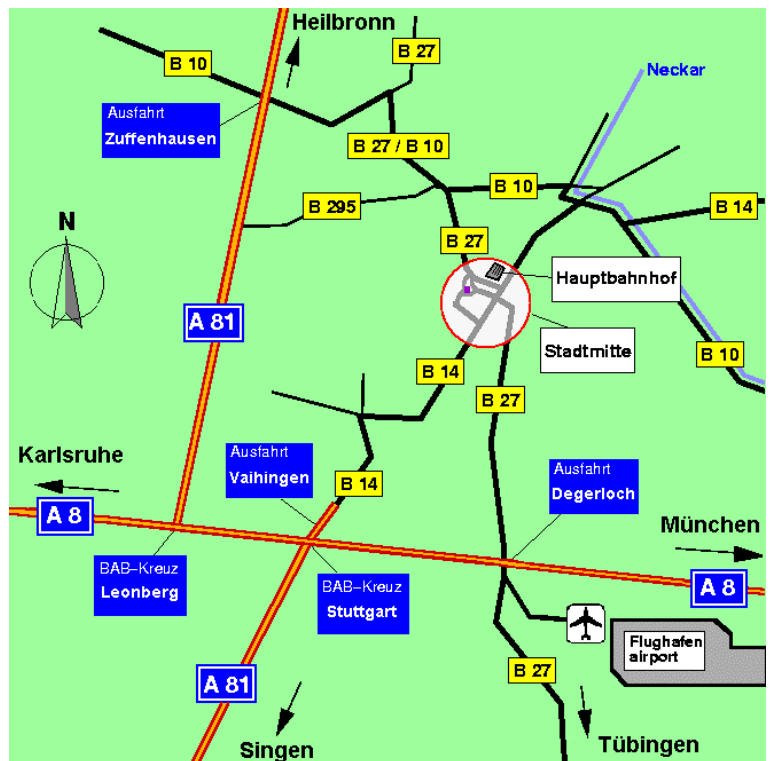 Heilbronn
B 27
B 10
Neckar
Ausfahrt
Zuffenhausen
B 27 / B 10
B 10
B 295
B 14
N
B 27
Hauptbahnhof
A 81
Stadtmitte
B 10
B 14
B 27
Karlsruhe
Ausfahrt
Vaihingen
B 14
Ausfahrt
Degerloch
A 8
München
BAB-Kreuz
Leonberg
BAB-Kreuz
Stuttgart
A 8
Flughafen
airport
B 27
A 81
Singen
Tübingen